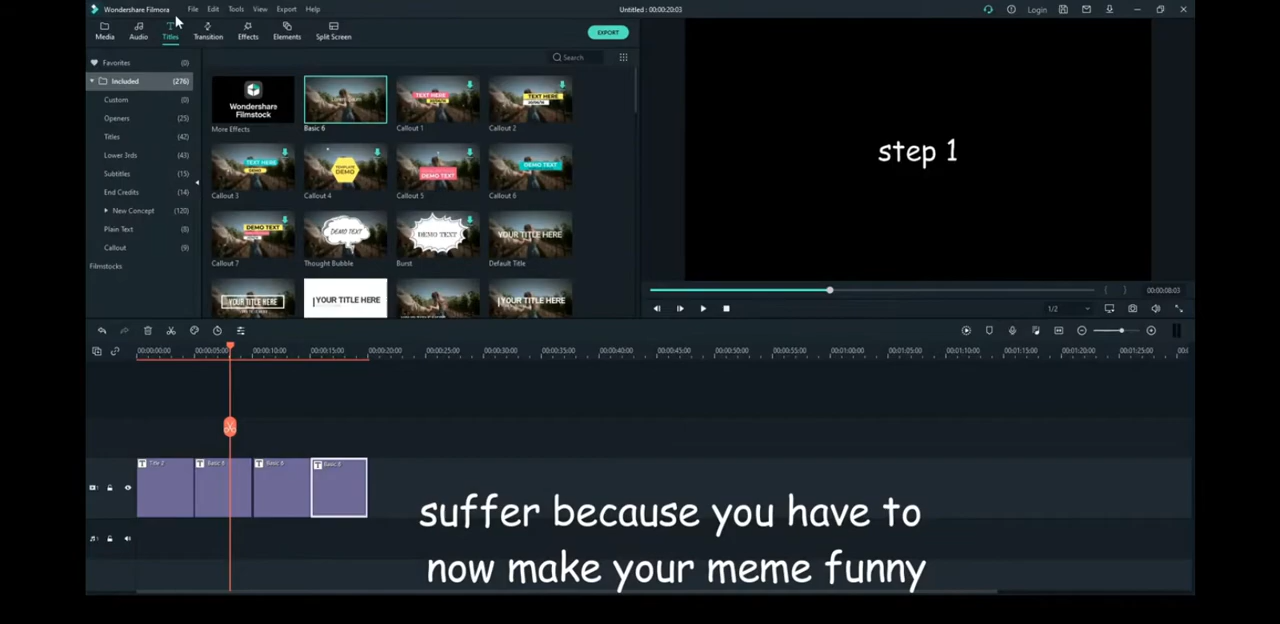 Wondershare Filmora
File Edit Tools View Export Help
Untitled : 00:00:20:03
Login
Media Audio Titles Transition Effects Elements Split Screen
EXPORT
Favorites (0)
Included (276)
Custom (0)
Openers (25)
Titles (42)
Lower 3rds (43)
Subtitles (15)
End Credits (14)
New Concept (120)
Plain Text (8)
Callout (9)
Filmstocks
Search
Wondershare
Filmstock
More Effects
Basic 6
TEXT HERE
Callout 1
TEXT HERE
Callout 2
TEXT HERE
DEMO
Callout 3
TEMPLATE
DEMO
Callout 4
DEMO TEXT
Callout 5
DEMO TEXT
Callout 6
DEMO TEXT
Callout 7
DEMO TEXT
Thought Bubble
DEMO TEXT
Burst
YOUR TITLE HERE
Default Title
YOUR TITLE HERE
YOUR TITLE HERE
YOUR TITLE HERE
step 1
00:00:08:03
1/2
00:00:00:00 00:00:05:00 00:00:10:00 00:00:15:00 00:00:20:00 00:00:25:00 00:00:30:00 00:00:35:00 00:00:40:00 00:00:45:00 00:00:50:00 00:00:55:00 00:01:00:00 00:01:05:00 00:01:10:00 00:01:15:00 00:01:20:00 00:01:25:00
T Title 2 T Basic 6 T Basic 6 T Basic 6
suffer because you have to
now make your meme funny